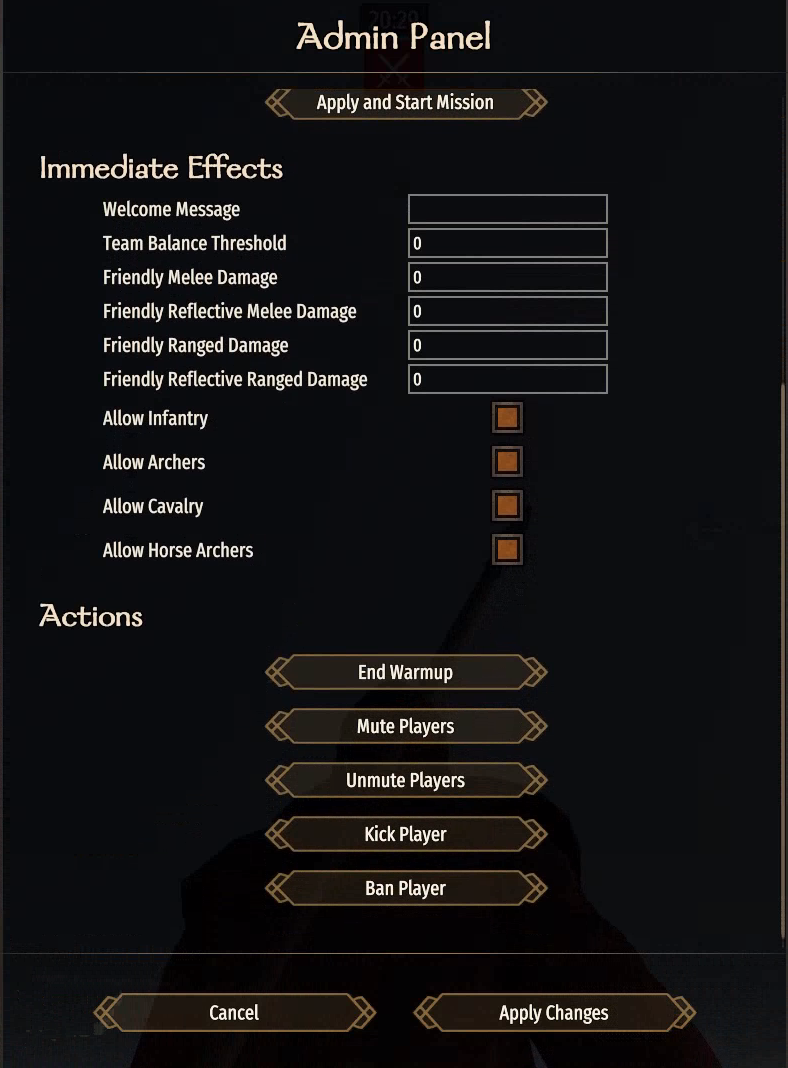 20:20
Admin Panel
Apply and Start Mission
Immediate Effects
Welcome Message
Team Balance Threshold 0
Friendly Melee Damage 0
Friendly Reflective Melee Damage 0
Friendly Ranged Damage 0
Friendly Reflective Ranged Damage 0
Allow Infantry
Allow Archers
Allow Cavalry
Allow Horse Archers
Actions
End Warmup
Mute Players
Unmute Players
Kick Player
Ban Player
Cancel Apply Changes